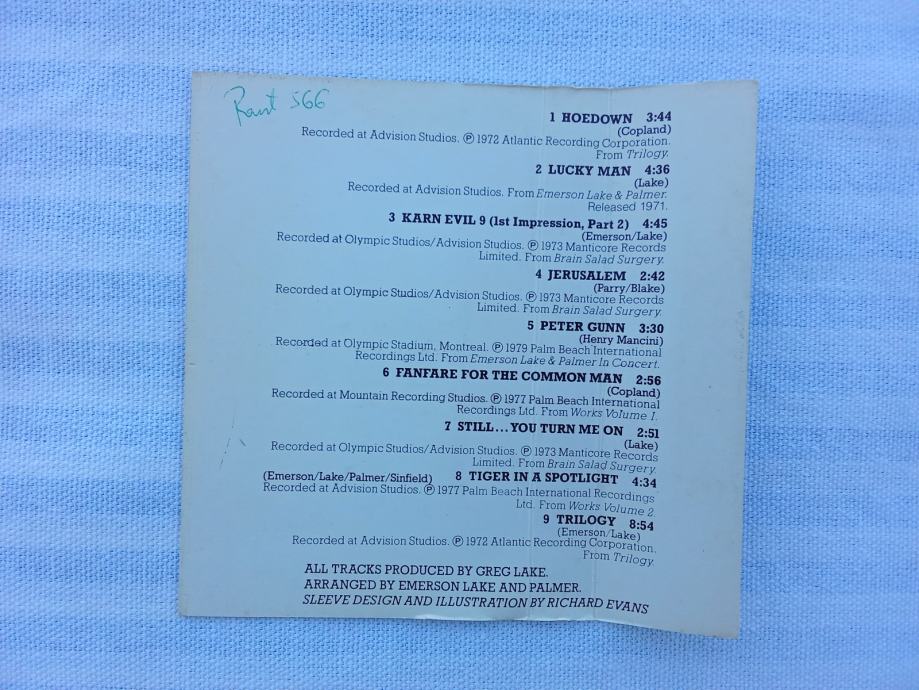 Rant 566
1 HOEDOWN 3:44
(Copland)
Recorded at Advision Studios. ℗ 1972 Atlantic Recording Corporation.
From Trilogy.
2 LUCKY MAN 4:36
(Lake)
Recorded at Advision Studios. From Emerson Lake & Palmer.
Released 1971.
3 KARN EVIL 9 (1st Impression, Part 2) 4:45
(Emerson/Lake)
Recorded at Olympic Studios/Advision Studios. ℗ 1973 Manticore Records
Limited. From Brain Salad Surgery.
4 JERUSALEM 2:42
(Parry/Blake)
Recorded at Olympic Studios/Advision Studios. ℗ 1973 Manticore Records
Limited. From Brain Salad Surgery.
5 PETER GUNN 3:30
(Henry Mancini)
Recorded at Olympic Stadium, Montreal. ℗ 1979 Palm Beach International
Recordings Ltd. From Emerson Lake & Palmer In Concert.
6 FANFARE FOR THE COMMON MAN 2:56
(Copland)
Recorded at Mountain Recording Studios. ℗ 1977 Palm Beach International
Recordings Ltd. From Works Volume 1.
7 STILL...YOU TURN ME ON 2:51
(Lake)
Recorded at Olympic Studios/Advision Studios. ℗ 1973 Manticore Records
Limited. From Brain Salad Surgery.
(Emerson/Lake/Palmer/Sinfield) 8 TIGER IN A SPOTLIGHT 4:34
Recorded at Advision Studios. ℗ 1977 Palm Beach International Recordings
Ltd. From Works Volume 2.
9 TRILOGY 8:54
(Emerson/Lake)
Recorded at Advision Studios. ℗ 1972 Atlantic Recording Corporation.
From Trilogy.
ALL TRACKS PRODUCED BY GREG LAKE.
ARRANGED BY EMERSON LAKE AND PALMER.
SLEEVE DESIGN AND ILLUSTRATION BY RICHARD EVANS